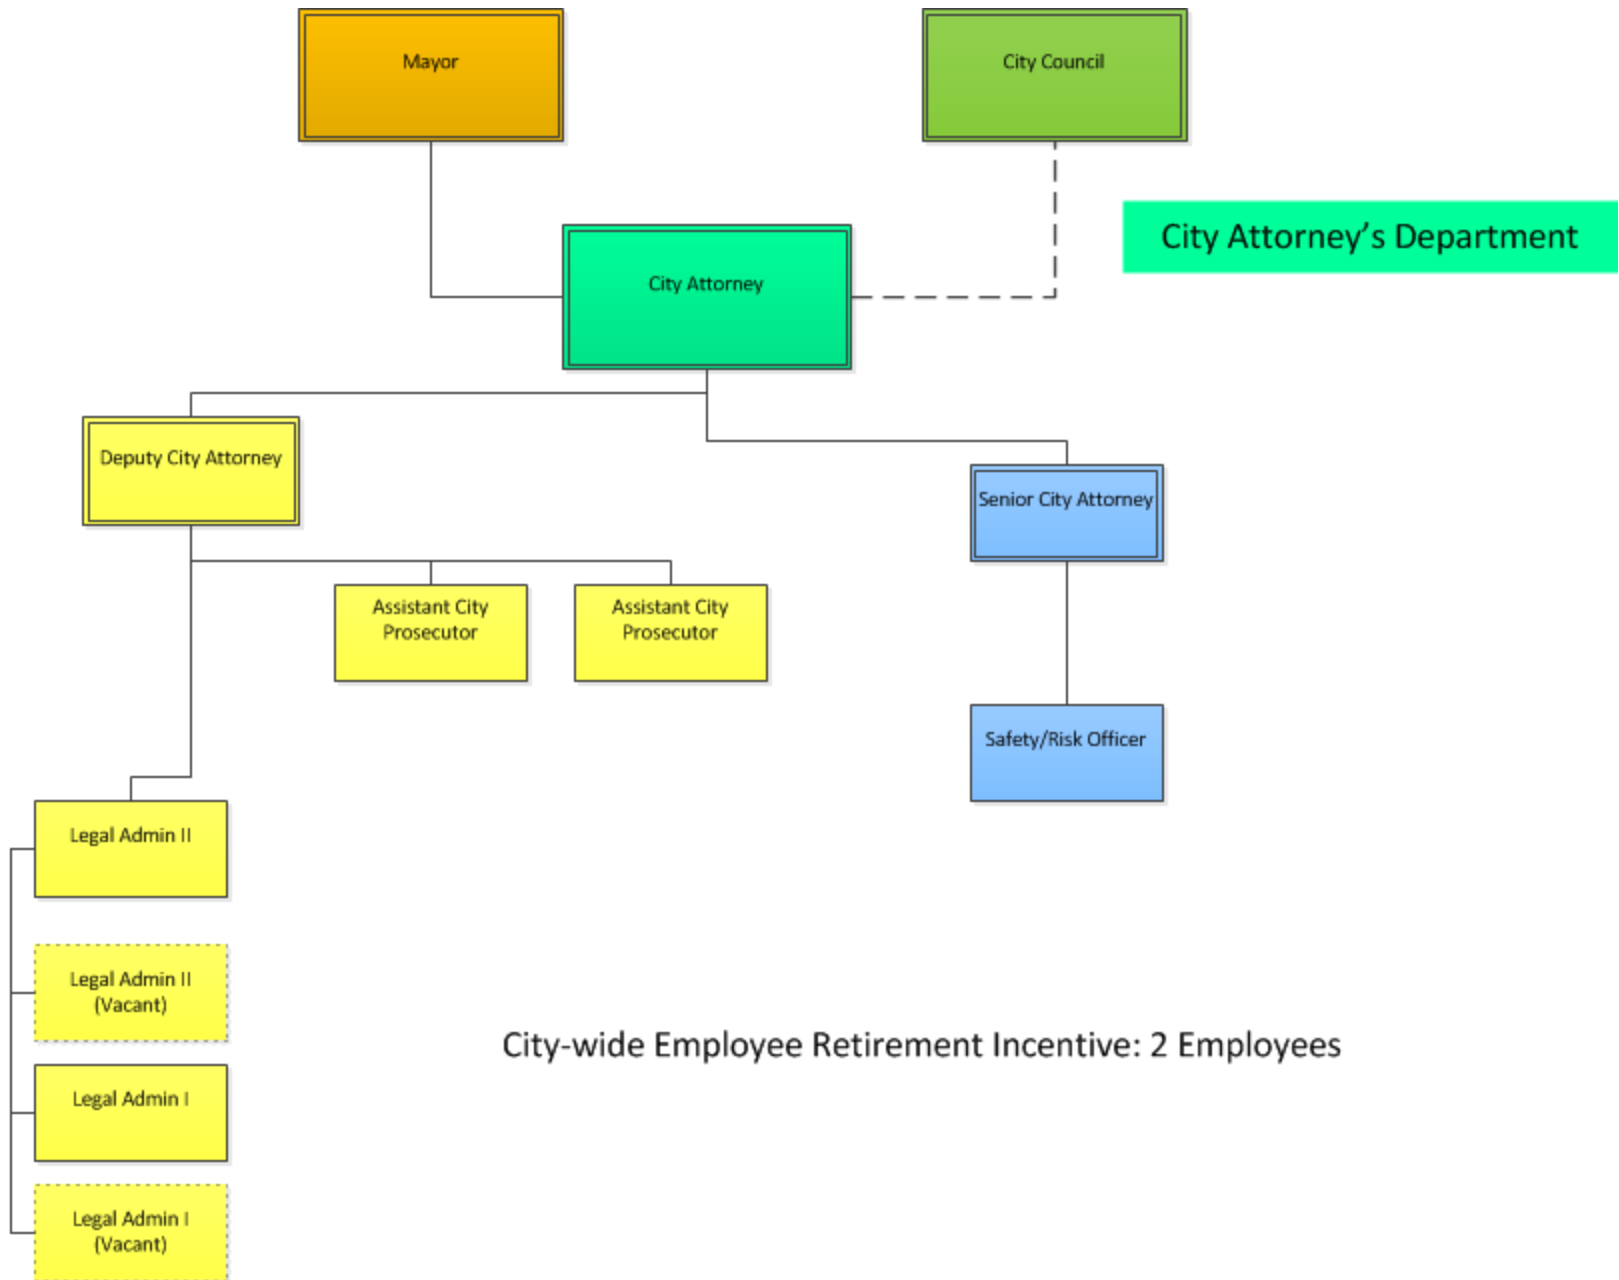 Mayor
City Council
City Attorney's Department
City Attorney
Deputy City Attorney
Senior City Attorney
Assistant City
Prosecutor
Assistant City
Prosecutor
Safety/Risk Officer
Legal Admin II
Legal Admin II
(Vacant)
City-wide Employee Retirement Incentive: 2 Employees
Legal Admin I
Legal Admin I
(Vacant)